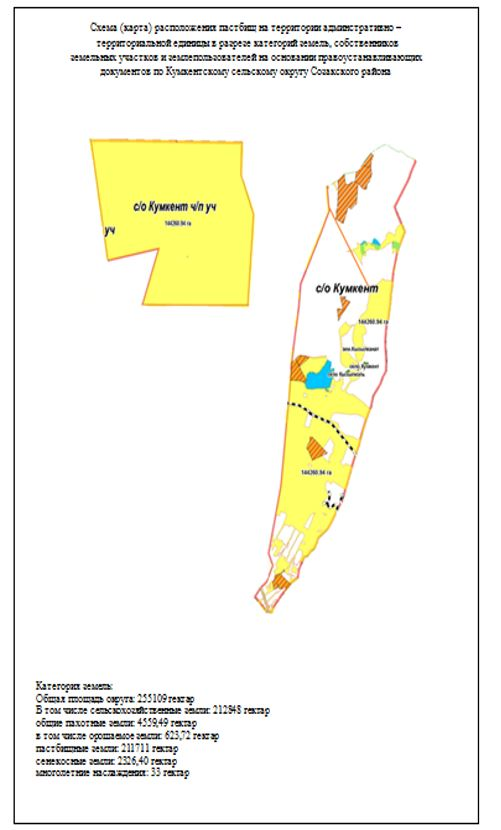 Схема (карта) расположения пастбищ на территории административно –
территориальной единицы в разрезе категорий земель, собственников
земельных участков и землепользователей на основании правоустанавливающих
документов по Кумкентскому сельскому округу Созакского района
с/о Кумкент ч/п уч
144260.94 га
уч
с/о Кумкент
144260.94 га
село Кумкент
144260.94 га
Категория земель:
Общая площадь округа: 255109 гектар
В том числе сельскохозяйственные земли: 212848 гектар
общие пахотные земли: 4559,49 гектар
в том числе орошаемое земли: 623,72 гектар
пастбищные земли: 211711 гектар
сенекосные земли: 2326,40 гектар
многолетние наслаждения: 33 гектар